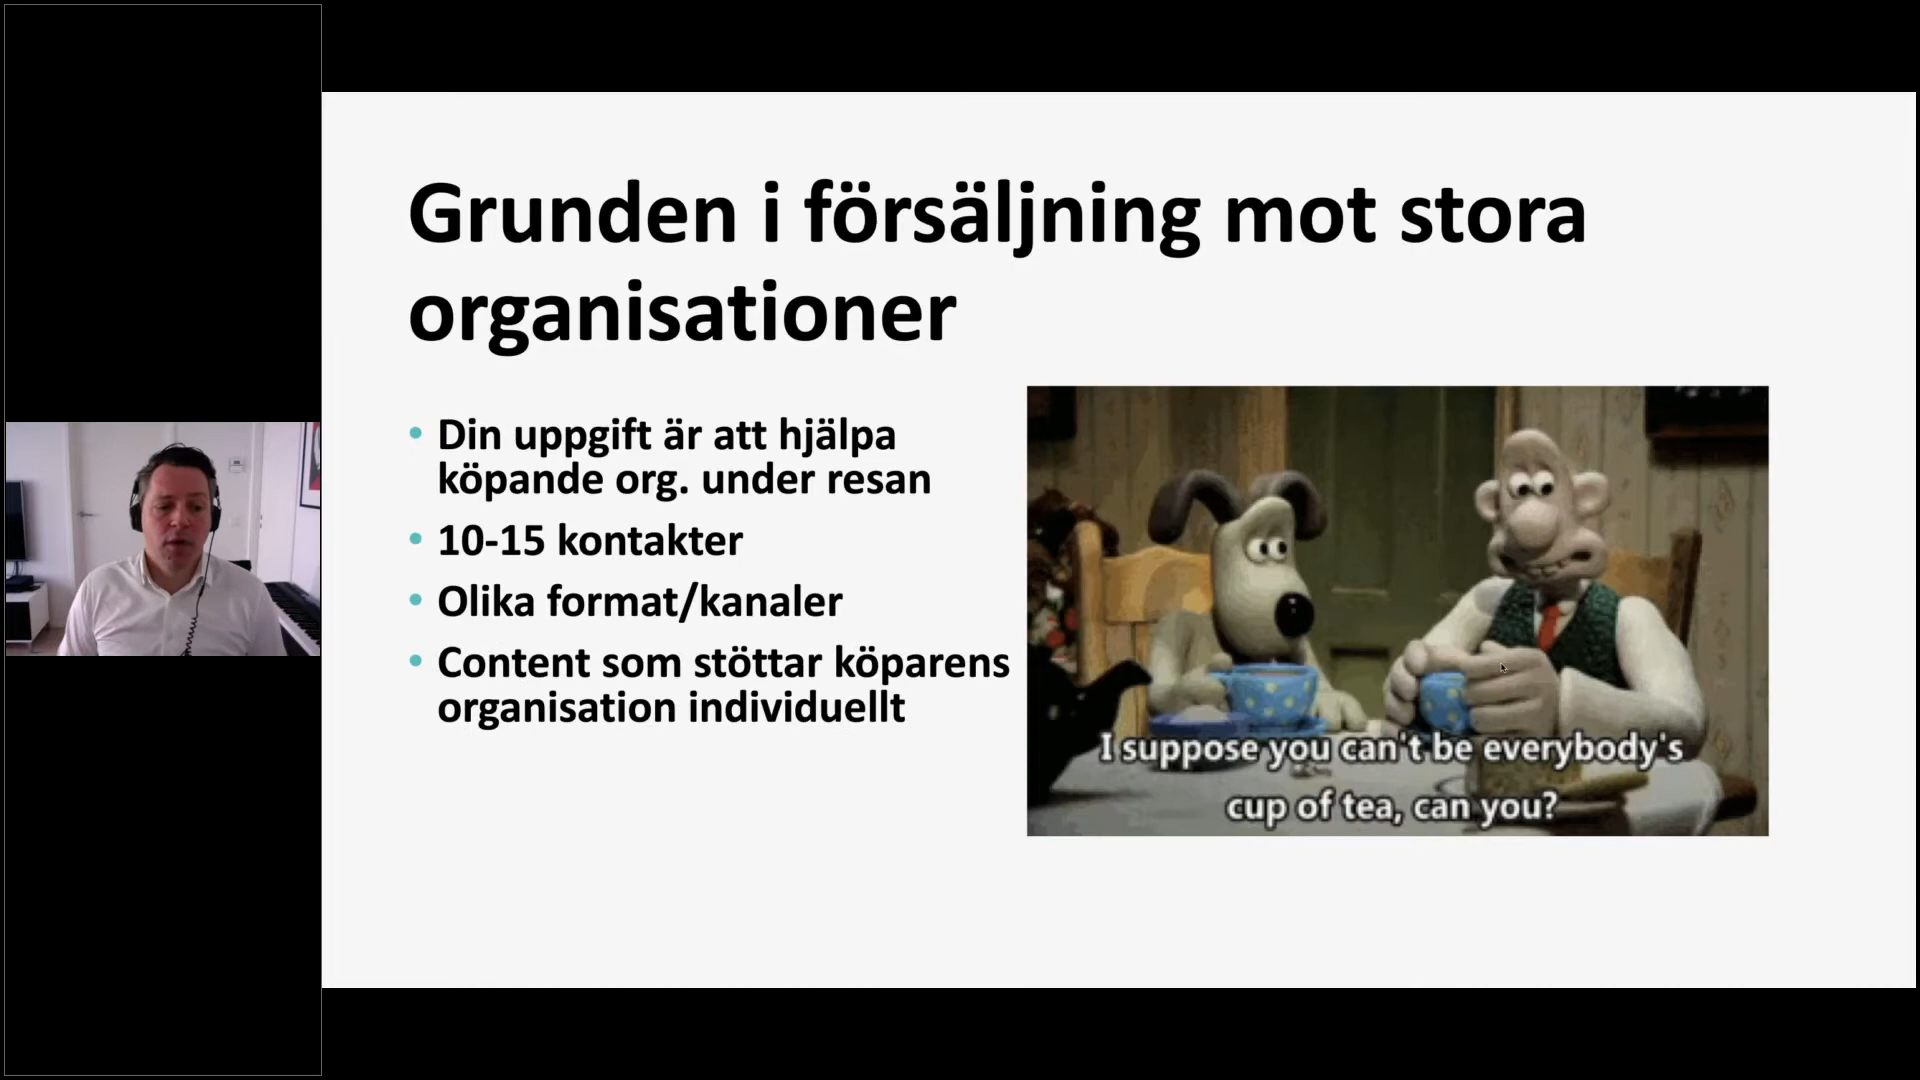 Grunden i försäljning mot stora
organisationer
• Din uppgift är att hjälpa
köpande org. under resan
• 10-15 kontakter
• Olika format/kanaler
• Content som stöttar köparens
organisation individuellt
I suppose you can't be everybody's
cup of tea, can you?